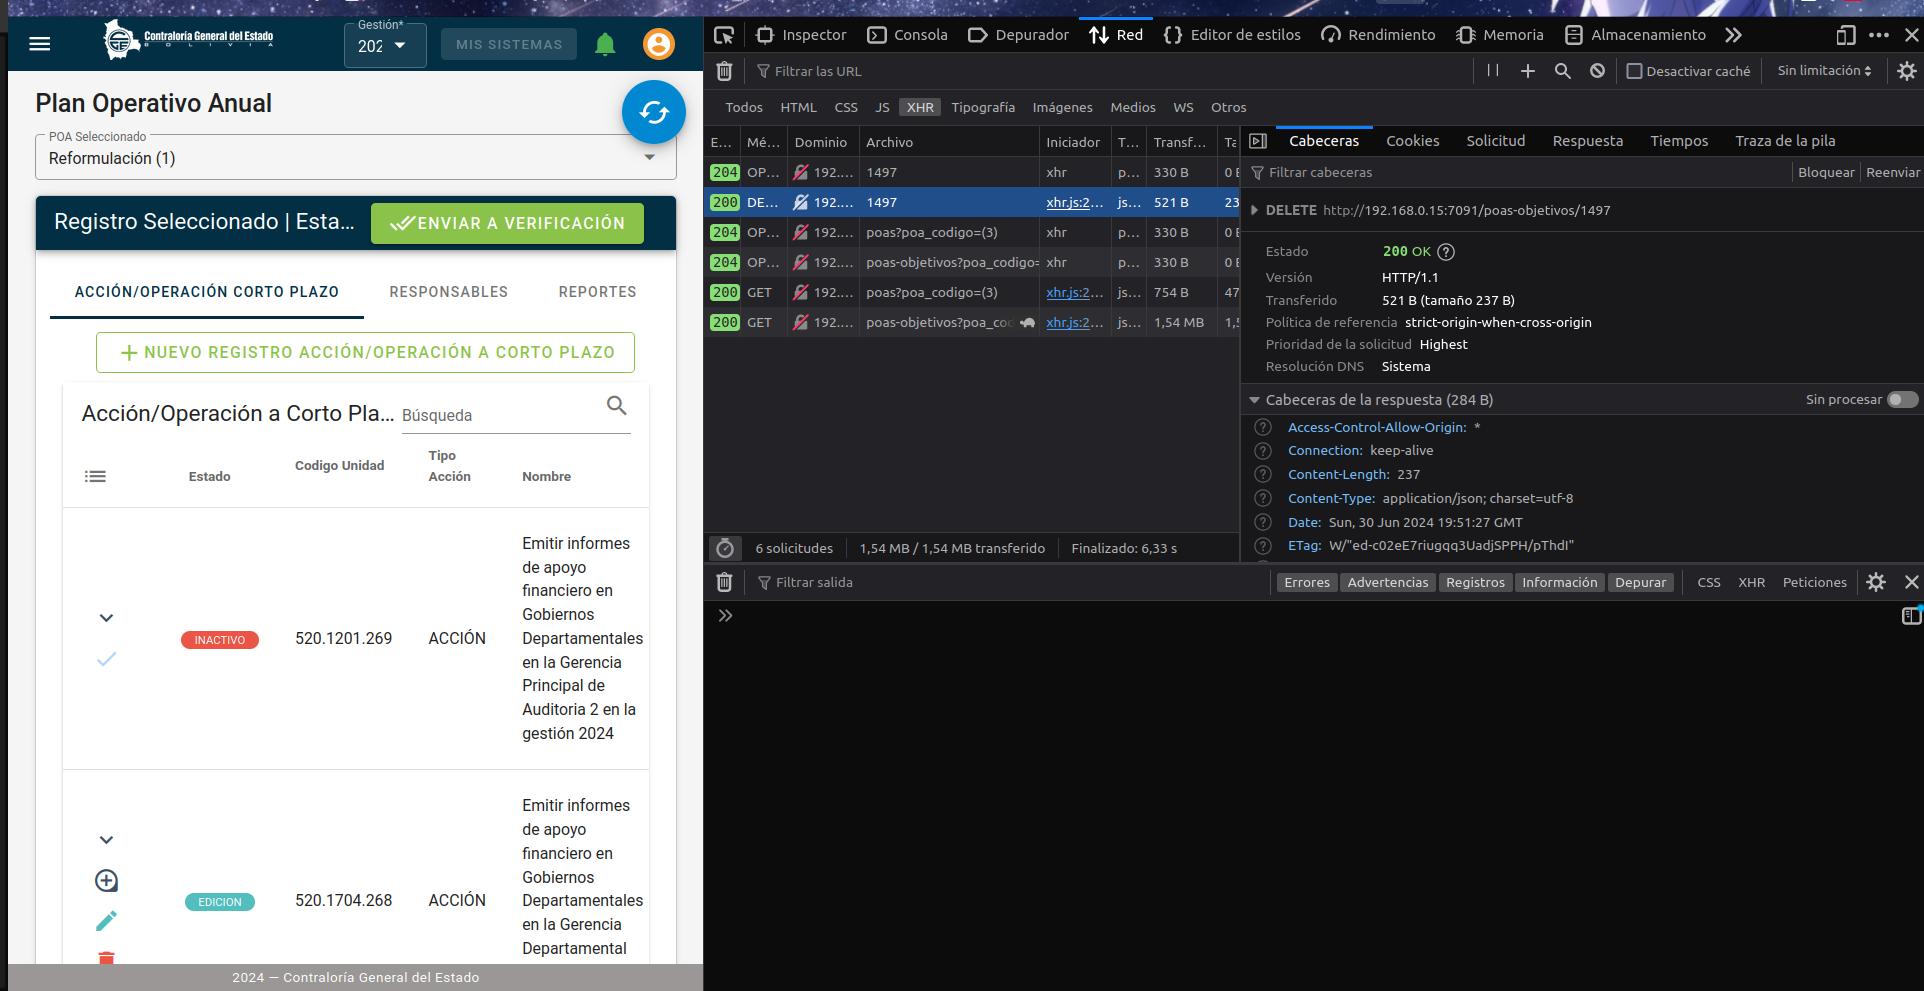 Contraloría General del Estado
BOLIVIA
Gestión*
202
MIS SISTEMAS
Plan Operativo Anual
POA Seleccionado
Reformulación (1)
Registro Seleccionado | Esta...
ENVIAR A VERIFICACIÓN
ACCIÓN/OPERACIÓN CORTO PLAZO
RESPONSABLES
REPORTES
NUEVO REGISTRO ACCIÓN/OPERACIÓN A CORTO PLAZO
Acción/Operación a Corto Pla...
Búsqueda
Estado
Codigo Unidad
Tipo
Acción
Nombre
INACTIVO
520.1201.269
ACCIÓN
Emitir informes
de apoyo
financiero en
Gobiernos
Departamentales
en la Gerencia
Principal de
Auditoria 2 en la
gestión 2024
EDICION
520.1704.268
ACCIÓN
Emitir informes
de apoyo
financiero en
Gobiernos
Departamentales
en la Gerencia
Departamental
2024 — Contraloría General del Estado
Inspector
Consola
Depurador
Red
Editor de estilos
Rendimiento
Memoria
Almacenamiento
Filtrar las URL
Desactivar caché
Sin limitación
Todos HTML CSS JS XHR Tipografía Imágenes Medios WS Otros
E... Mé... Dominio Archivo Iniciador T... Transf... Ta
204 OP... 192.... 1497 xhr p... 330 B 0 B
200 DE... 192.... 1497 xhr.js:2... js... 521 B 23
204 OP... 192.... poas?poa_codigo=(3) xhr p... 330 B 0 B
204 OP... 192.... poas-objetivos?poa_codigo= xhr p... 330 B 0 B
200 GET 192.... poas?poa_codigo=(3) xhr.js:2... js... 754 B 47
200 GET 192.... poas-objetivos?poa_cod xhr.js:2... js... 1,54 MB 1,5
6 solicitudes
1,54 MB / 1,54 MB transferido
Finalizado: 6,33 s
Cabeceras Cookies Solicitud Respuesta Tiempos Traza de la pila
Filtrar cabeceras
Bloquear
Reenviar
DELETE http://192.168.0.15:7091/poas-objetivos/1497
Estado 200 OK
Versión HTTP/1.1
Transferido 521 B (tamaño 237 B)
Política de referencia strict-origin-when-cross-origin
Prioridad de la solicitud Highest
Resolución DNS Sistema
Cabeceras de la respuesta (284 B)
Sin procesar
Access-Control-Allow-Origin: *
Connection: keep-alive
Content-Length: 237
Content-Type: application/json; charset=utf-8
Date: Sun, 30 Jun 2024 19:51:27 GMT
ETag: W/"ed-c02eE7riugqq3UadjSPPH/pThdI"
Filtrar salida
Errores Advertencias Registros Información Depurar CSS XHR Peticiones